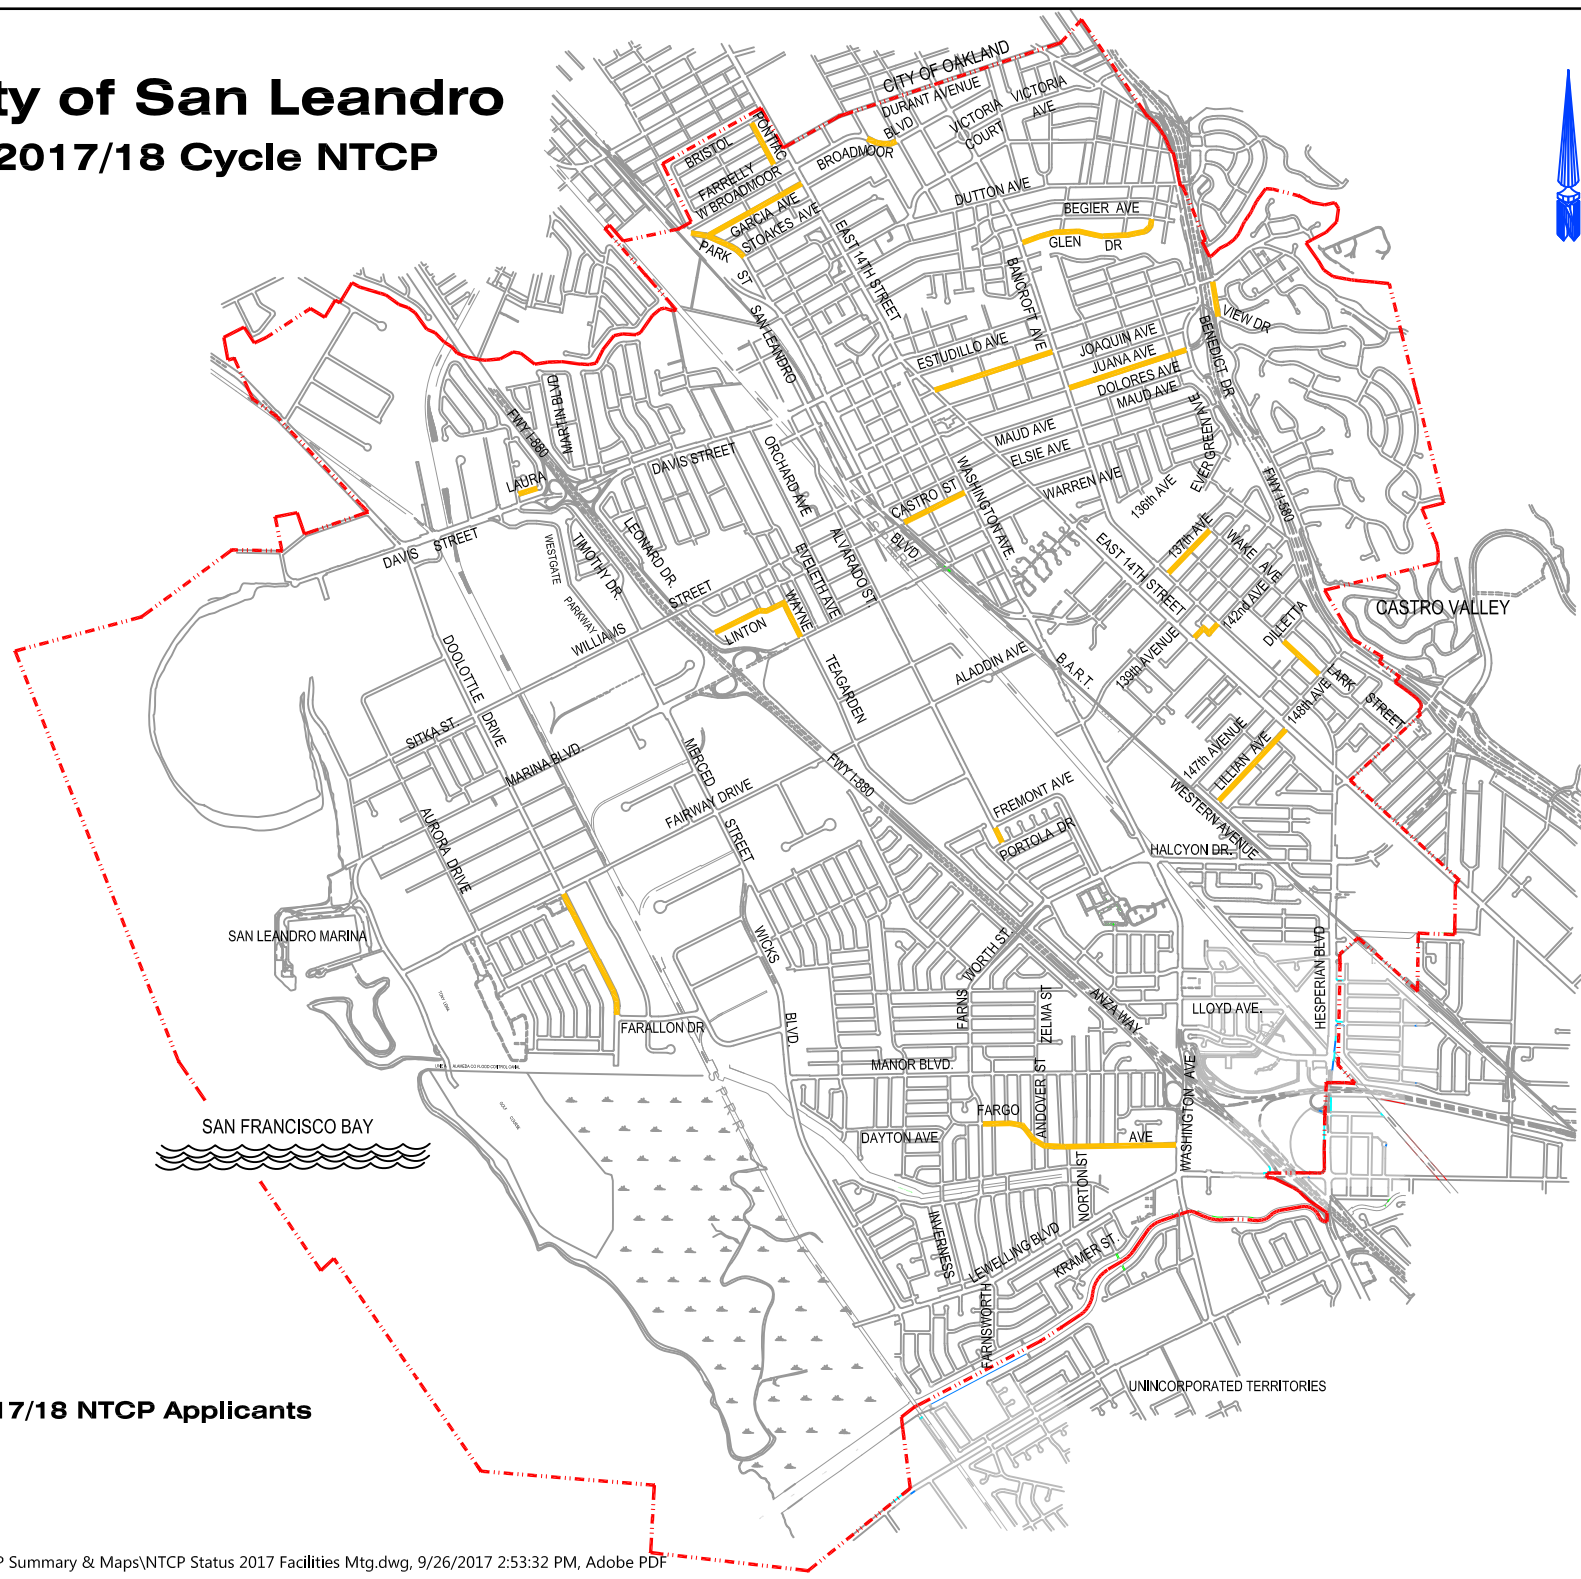 ty of San Leandro
2017/18 Cycle NTCP
CITY OF OAKLAND
DURANT AVENUE
BLVD
BROADMOOR
VICTORIA
COURT
VICTORIA
AVE
PONTIAC
BRISTOL
FARRELLY
W BROADMOOR
GARCIA AVE
STOAKES AVE
PARK ST
DUTTON AVE
BEGIER AVE
GLEN DR
EAST 14TH STREET
BANCROFT AVE
SAN LEANDRO
BENEDICT DR
VIEW DR
ESTUDILLO AVE
JOAQUIN AVE
JUANA AVE
DOLORES AVE
MAUD AVE
MARTIN BLVD
FWY I-880
LAURA
DAVIS STREET
ORCHARD AVE
MAUD AVE
ELSIE AVE
WARREN AVE
EVERGREEN AVE
136th AVE
FWY I-580
WASHINGTON AVE.
CASTRO ST
BLVD.
DAVIS STREET
WESTGATE
PARKWAY
TIMOTHY DR.
LEONARD DR.
EVELETH AVE
ALVARADO ST.
EAST 14TH STREET
137th AVE
WAKE AVE
142nd AVE
DILLETTA
CASTRO VALLEY
WILLIAMS STREET
LINTON
WAYNE
TEAGARDEN
ALADDIN AVE
B.A.R.T.
139th AVENUE
LARK STREET
148th AVE
147th AVENUE
LILLIAN AVE
DOOLOTTLE DRIVE
SITKA ST.
MARINA BLVD
MERCED
STREET
FAIRWAY DRIVE
FWY I-880
FREMONT AVE
PORTOLA DR
WESTERN AVENUE
HALCYON DR.
AURORA DRIVE
SAN LEANDRO MARINA
WICKS
BLVD.
FARNS
WORTH ST.
ZELMA ST
ANZA WAY
LLOYD AVE.
HESPERIAN BLVD
FARALLON DR
MANOR BLVD.
ANDOVER ST
WASHINGTON AVE.
S.P.R.R.
SAN FRANCISCO BAY
FARGO
AVE
DAYTON AVE
NORTON ST
INVERNESS
LEWELLING BLVD
KRAMER ST.
FARNSWORTH
UNINCORPORATED TERRITORIES
17/18 NTCP Applicants
P Summary & Maps\NTCP Status 2017 Facilities Mtg.dwg, 9/26/2017 2:53:32 PM, Adobe PDF